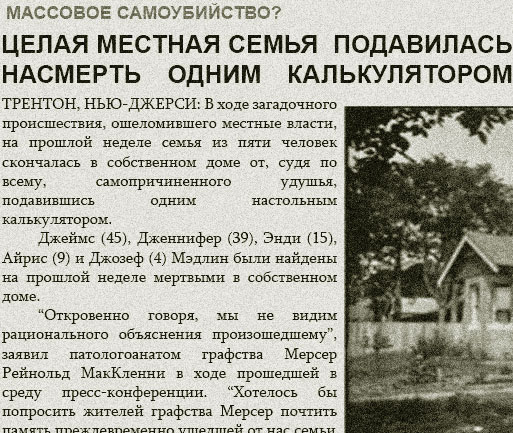 МАССОВОЕ САМОУБИЙСТВО?
ЦЕЛАЯ МЕСТНАЯ СЕМЬЯ ПОДАВИЛАСЬ
НАСМЕРТЬ ОДНИМ КАЛЬКУЛЯТОРОМ
ТРЕНТОН, НЬЮ-ДЖЕРСИ: В ходе загадочного
происшествия, ошеломившего местные власти,
на прошлой неделе семья из пяти человек
скончалась в собственном доме от, судя по
всему, самопричиненного удушья,
подавившись одним настольным
калькулятором.
Джеймс (45), Дженнифер (39), Энди (15),
Айрис (9) и Джозеф (4) Мэдлин были найдены
на прошлой неделе мертвыми в собственном
доме.
“Откровенно говоря, мы не видим
рационального объяснения произошедшему”,
заявил патологоанатом графства Мерсер
Рейнольд МакКленни в ходе прошедшей в
среду пресс-конференции. “Хотелось бы
попросить жителей графства Мерсер почтить
память преждевременно ушедшей от нас семьи